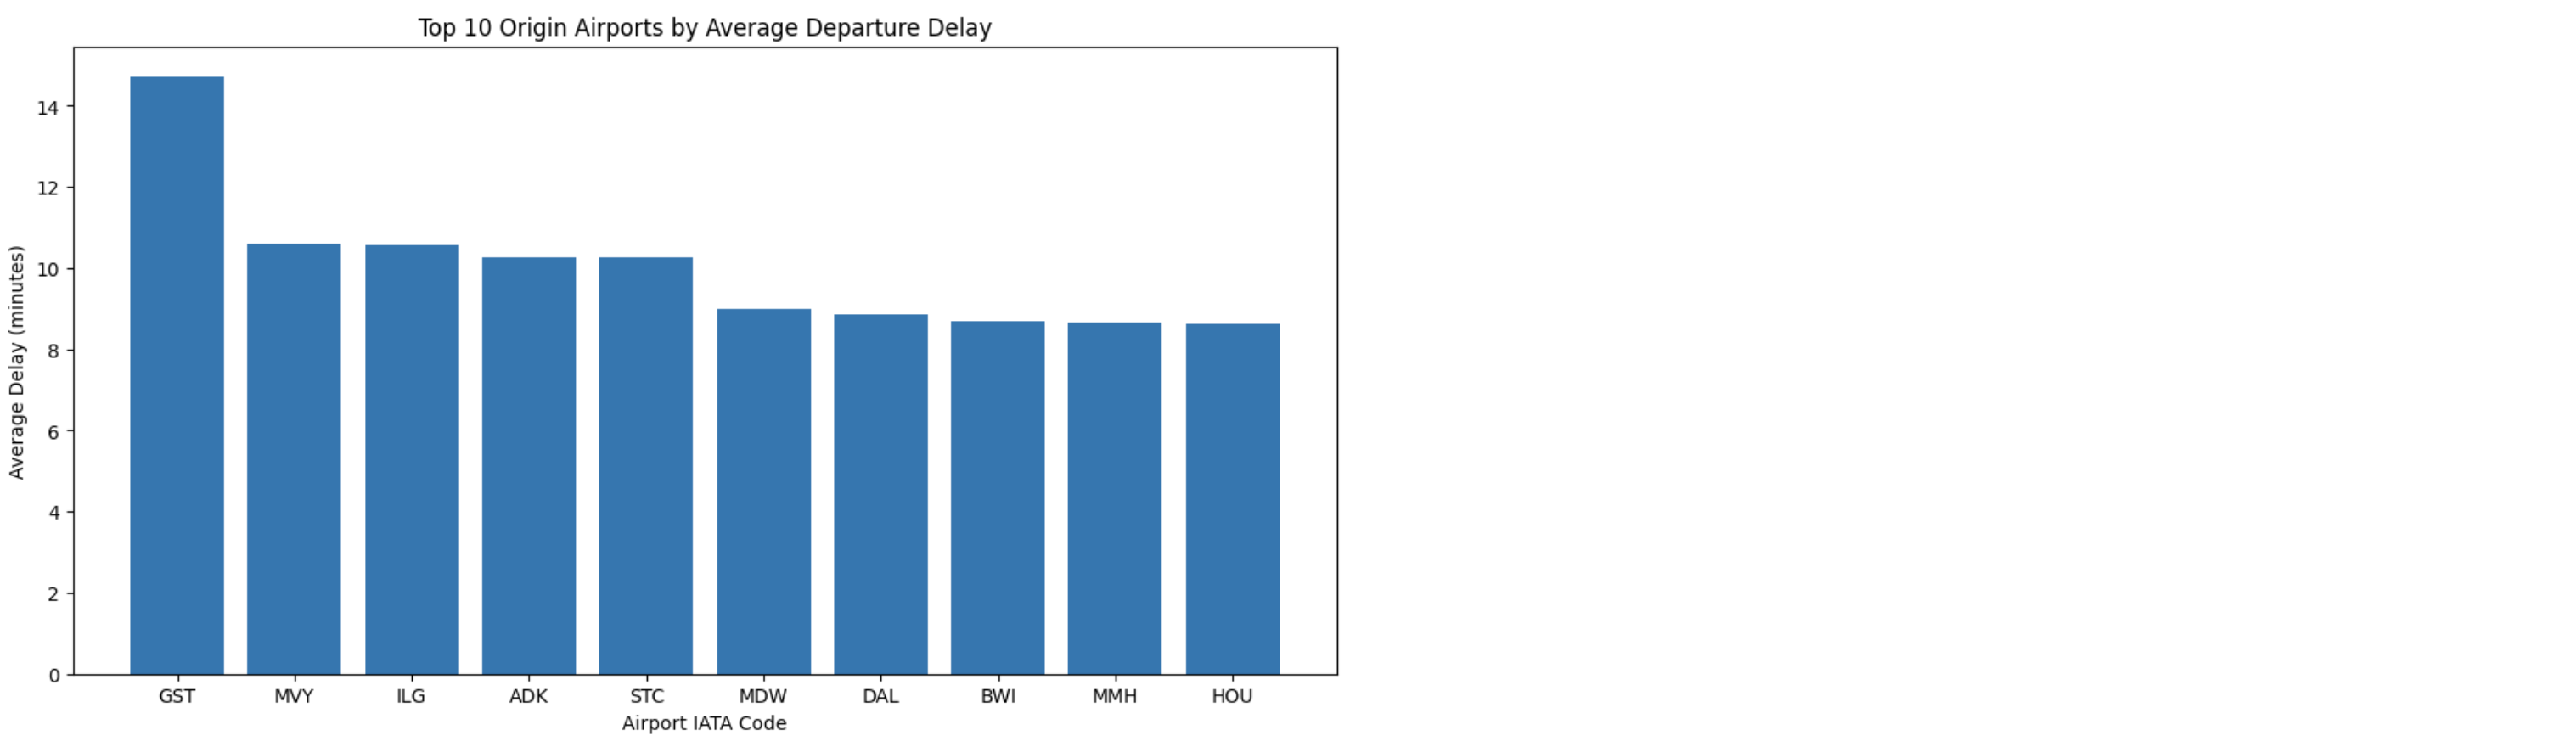 Top 10 Origin Airports by Average Departure Delay
Average Delay (minutes)
14
12
10
8
6
4
2
0
GST MVY ILG ADK STC MDW DAL BWI MMH HOU
Airport IATA Code